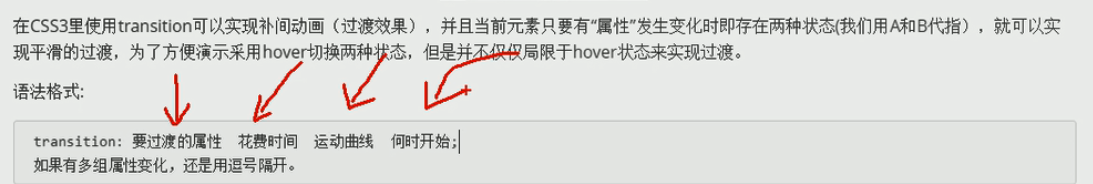 在CSS3里使用transition可以实现补间动画（过渡效果），并且当前元素只要有“属性”发生变化时即存在两种状态(我们用A和B代指），就可以实
现平滑的过渡，为了方便演示采用hover切换两种状态，但是并不仅仅局限于hover状态来实现过渡。
语法格式:
transition: 要过渡的属性  花费时间  运动曲线  何时开始;
如果有多组属性变化，还是用逗号隔开。